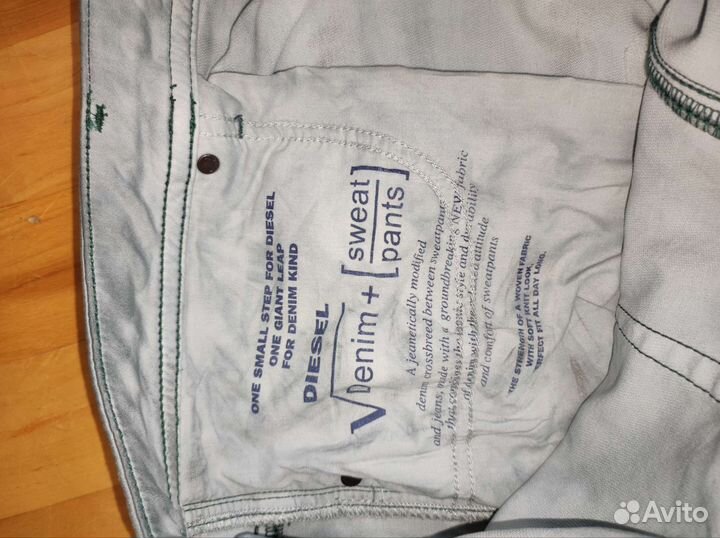 ONE SMALL STEP FOR DIESEL
ONE GIANT LEAP
FOR DENIM KIND
DIESEL
√Denim + [sweat
pants]
A jeanetically modified
denim crossbreed between sweatpants
and jeans, made with a groundbreaking & NEW fabric
that combines the iconic style and durability
of denim with the relaxed attitude
and comfort of sweatpants
THE STRENGTH OF A WOVEN FABRIC
WITH SOFT KNIT LOOK.
PERFECT FIT ALL DAY LONG.
Avito